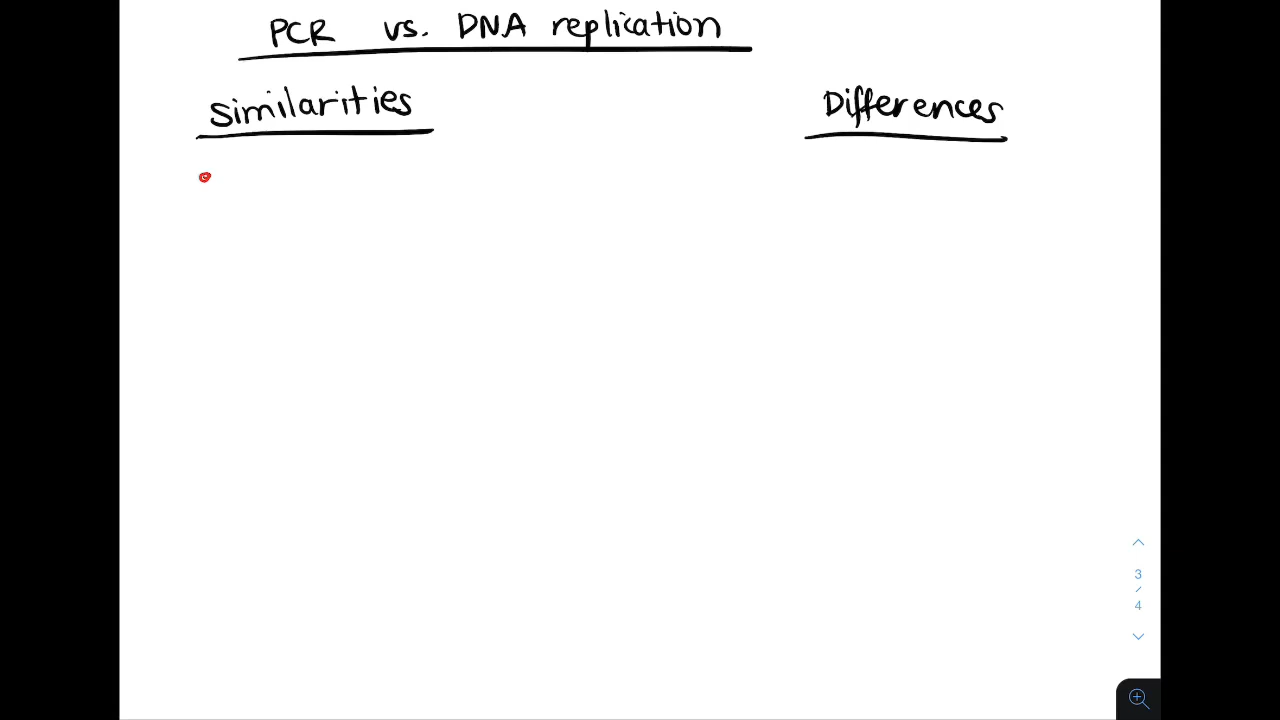 PCR vs. DNA replication
Similarities
Differences
3
/
4